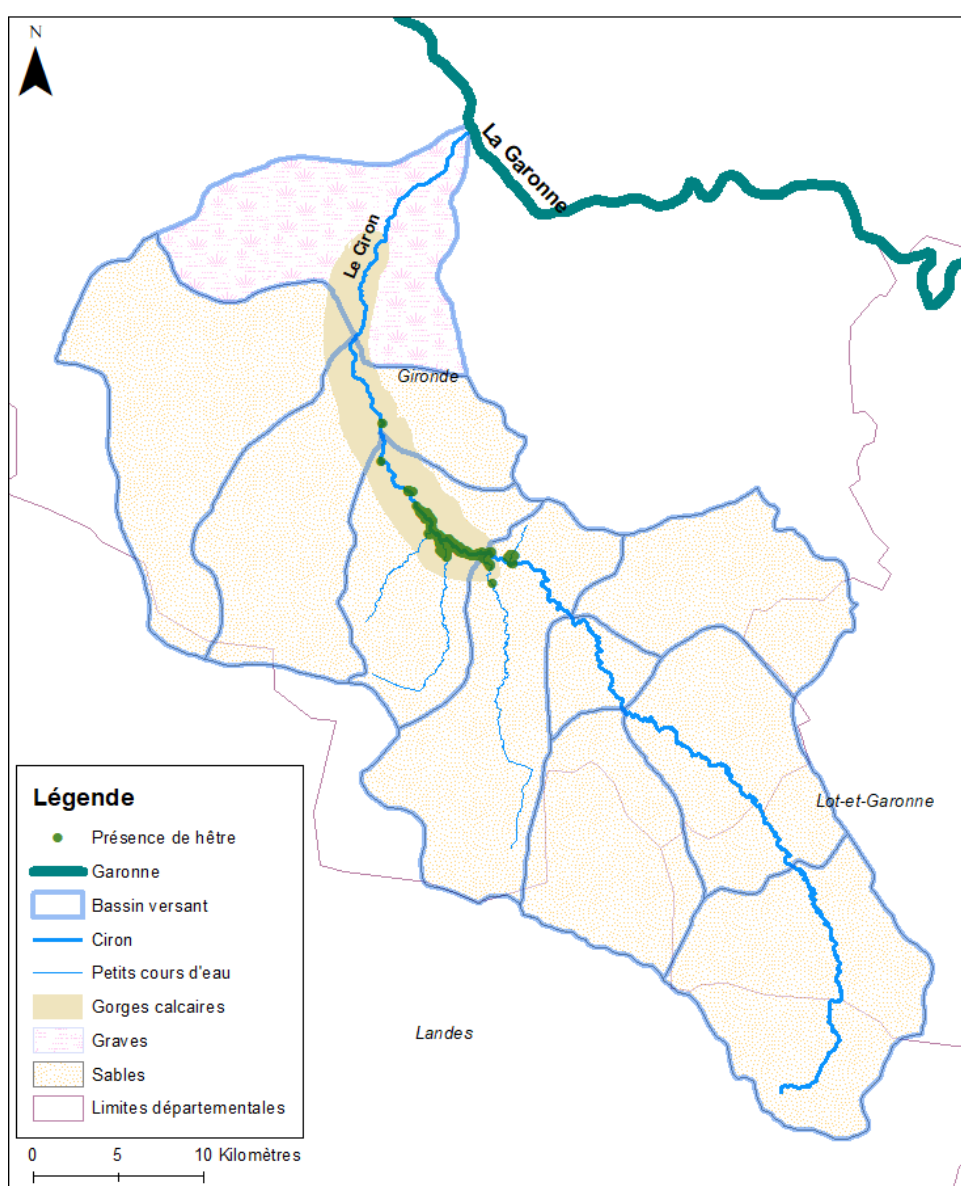 N
La Garonne
Le Ciron
Gironde
Lot-et-Garonne
Landes
Légende
Présence de hêtre
Garonne
Bassin versant
Ciron
Petits cours d'eau
Gorges calcaires
Graves
Sables
Limites départementales
0 5 10 Kilomètres